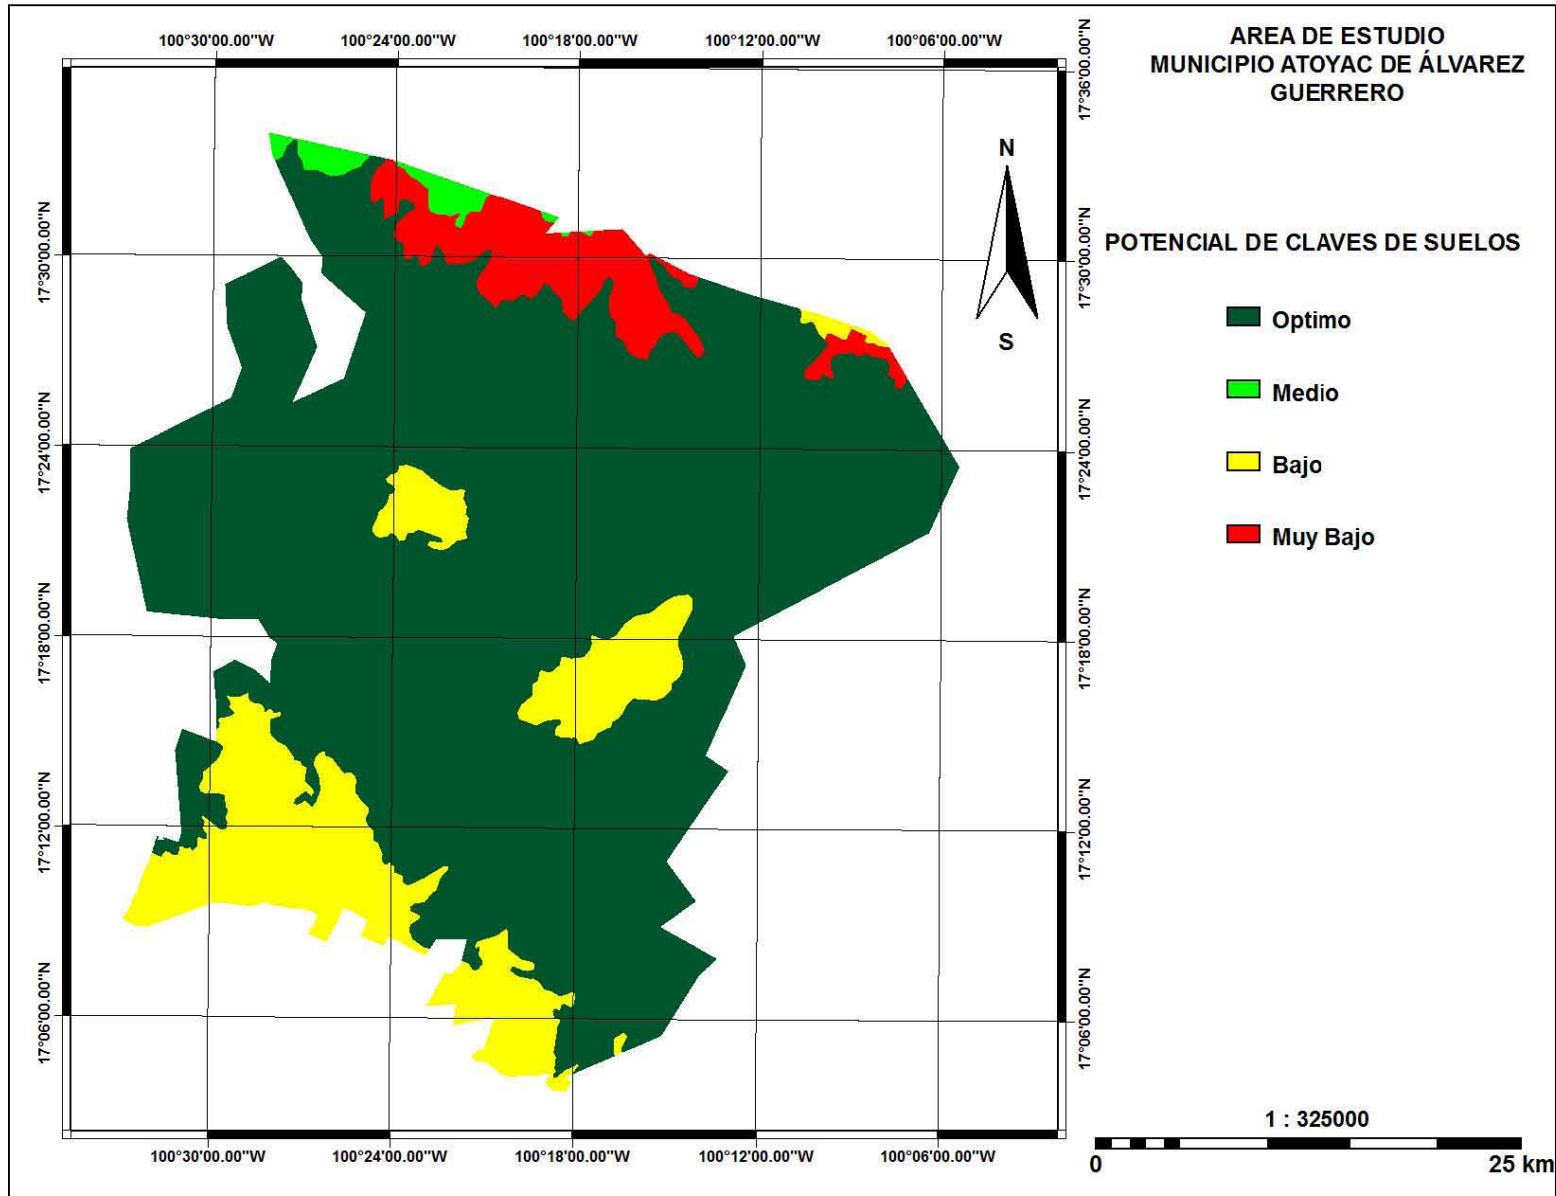 AREA DE ESTUDIO
MUNICIPIO ATOYAC DE ÁLVAREZ
GUERRERO
100°30'00.00"W 100°24'00.00"W 100°18'00.00"W 100°12'00.00"W 100°06'00.00"W
17°36'00.00"N
17°30'00.00"N
17°30'00.00"N
17°24'00.00"N
17°24'00.00"N
17°18'00.00"N
17°18'00.00"N
17°12'00.00"N
17°12'00.00"N
17°06'00.00"N
17°06'00.00"N
100°30'00.00"W 100°24'00.00"W 100°18'00.00"W 100°12'00.00"W 100°06'00.00"W
N
S
POTENCIAL DE CLAVES DE SUELOS
Optimo
Medio
Bajo
Muy Bajo
1 : 325000
0 25 km